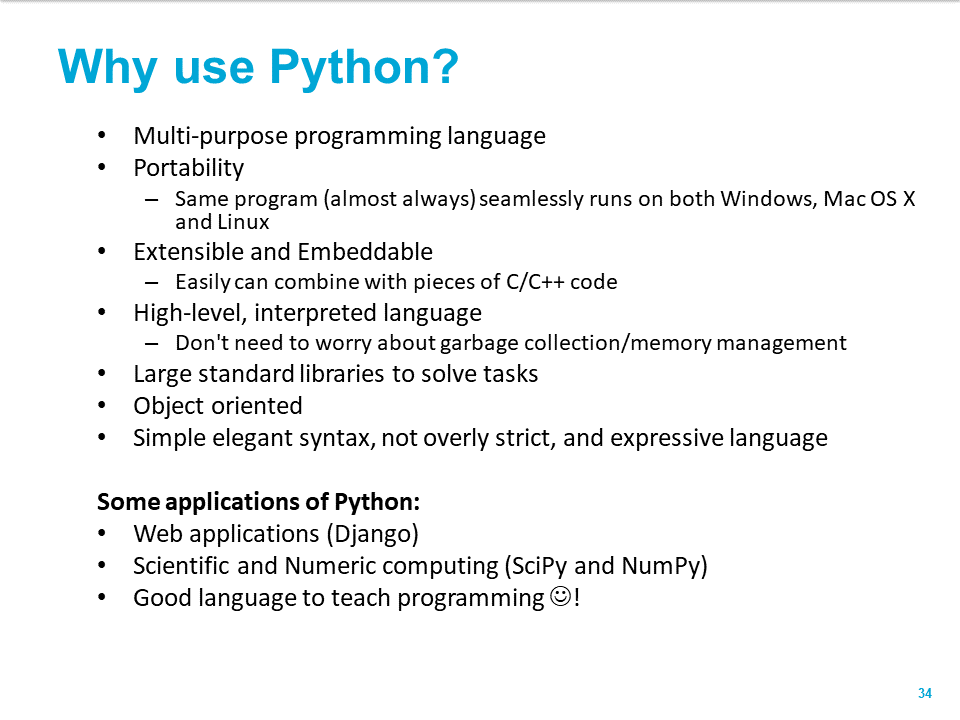 Why use Python?
• Multi-purpose programming language
• Portability
– Same program (almost always) seamlessly runs on both Windows, Mac OS X
and Linux
• Extensible and Embeddable
– Easily can combine with pieces of C/C++ code
• High-level, interpreted language
– Don't need to worry about garbage collection/memory management
• Large standard libraries to solve tasks
• Object oriented
• Simple elegant syntax, not overly strict, and expressive language
Some applications of Python:
• Web applications (Django)
• Scientific and Numeric computing (SciPy and NumPy)
• Good language to teach programming ☺!
34